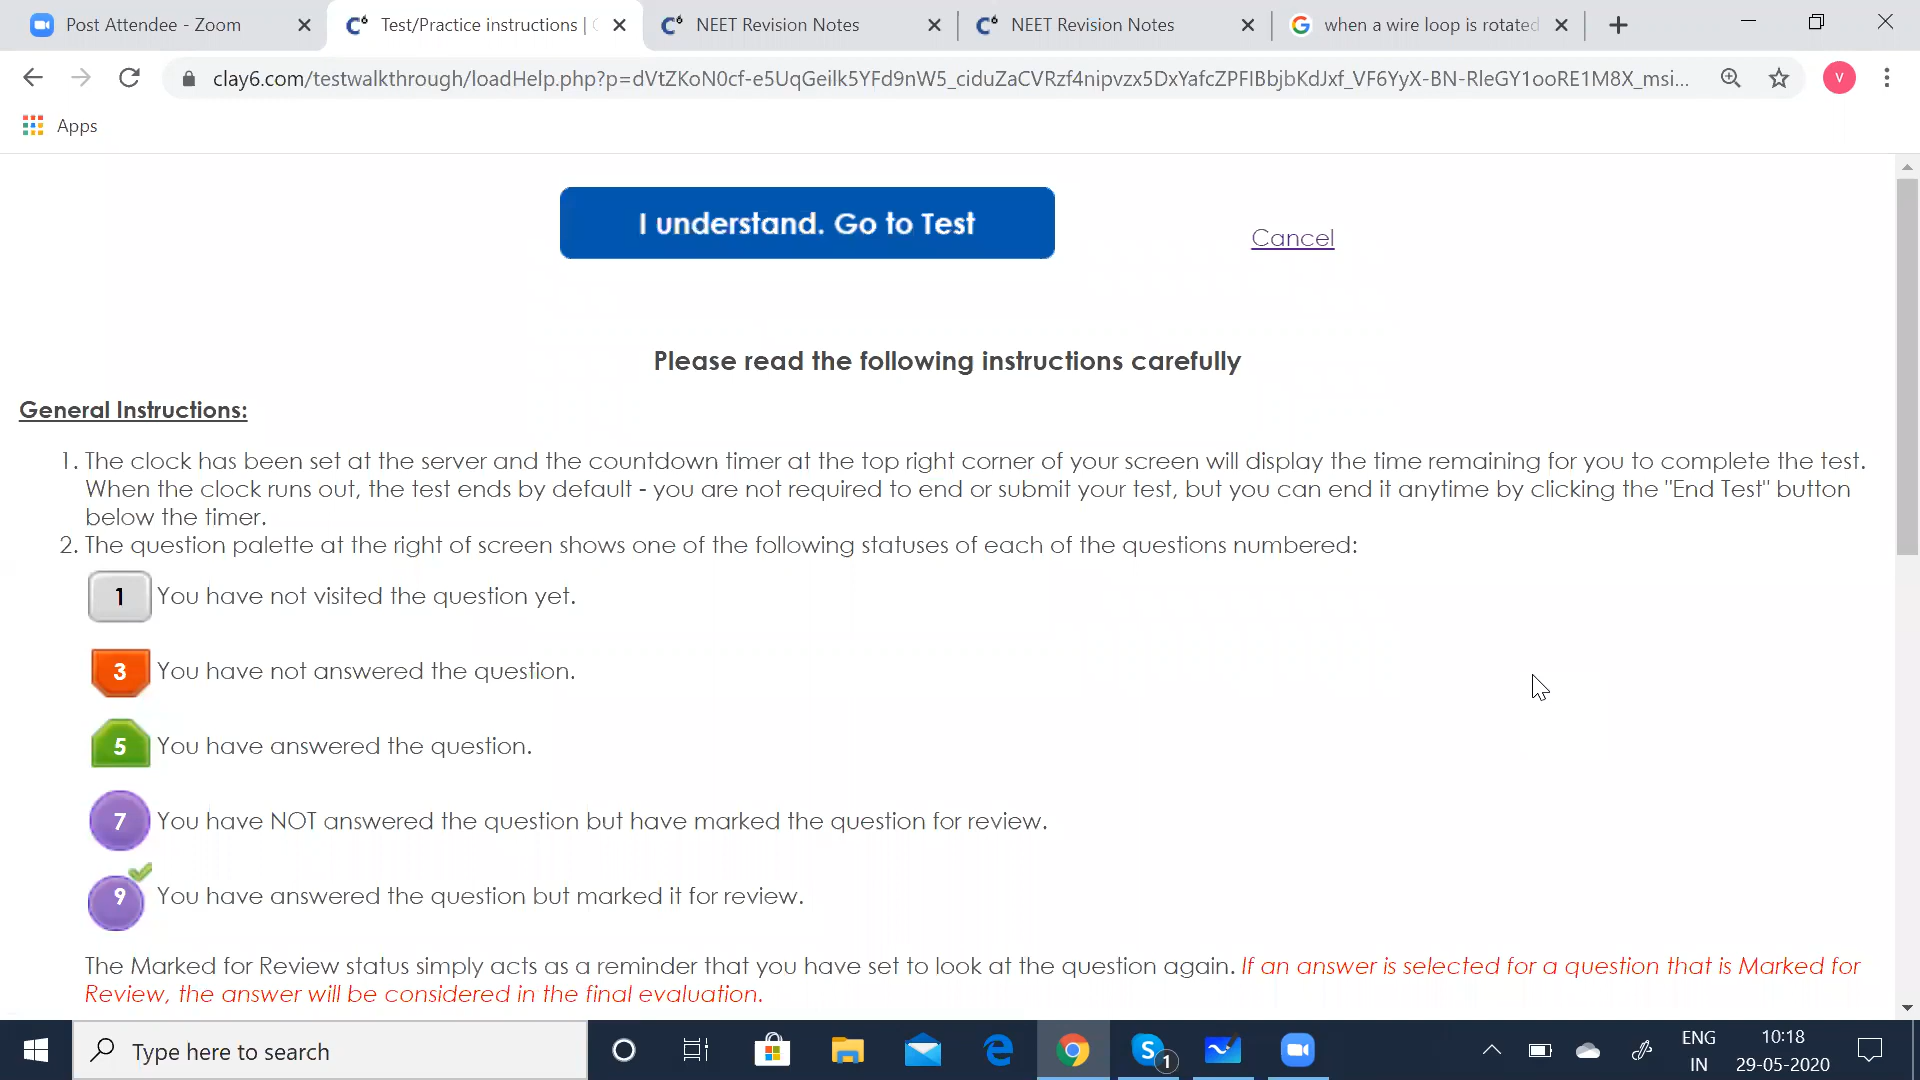 Post Attendee - Zoom
Test/Practice instructions |
NEET Revision Notes
NEET Revision Notes
when a wire loop is rotated
clay6.com/testwalkthrough/loadHelp.php?p=dVtZKoN0cf-e5UqGeilk5YFd9nW5_ciduZaCVRzf4nipvzx5DxYafcZPFIBbjbKdJxf_VF6YyX-BN-RleGY1ooRE1M8X_msi...
V
Apps
I understand. Go to Test
Cancel
Please read the following instructions carefully
General Instructions:
1. The clock has been set at the server and the countdown timer at the top right corner of your screen will display the time remaining for you to complete the test.
When the clock runs out, the test ends by default - you are not required to end or submit your test, but you can end it anytime by clicking the "End Test" button
below the timer.
2. The question palette at the right of screen shows one of the following statuses of each of the questions numbered:
1 You have not visited the question yet.
3 You have not answered the question.
5 You have answered the question.
7 You have NOT answered the question but have marked the question for review.
9 You have answered the question but marked it for review.
The Marked for Review status simply acts as a reminder that you have set to look at the question again. If an answer is selected for a question that is Marked for
Review, the answer will be considered in the final evaluation.
Type here to search
S 1
ENG
IN
10:18
29-05-2020